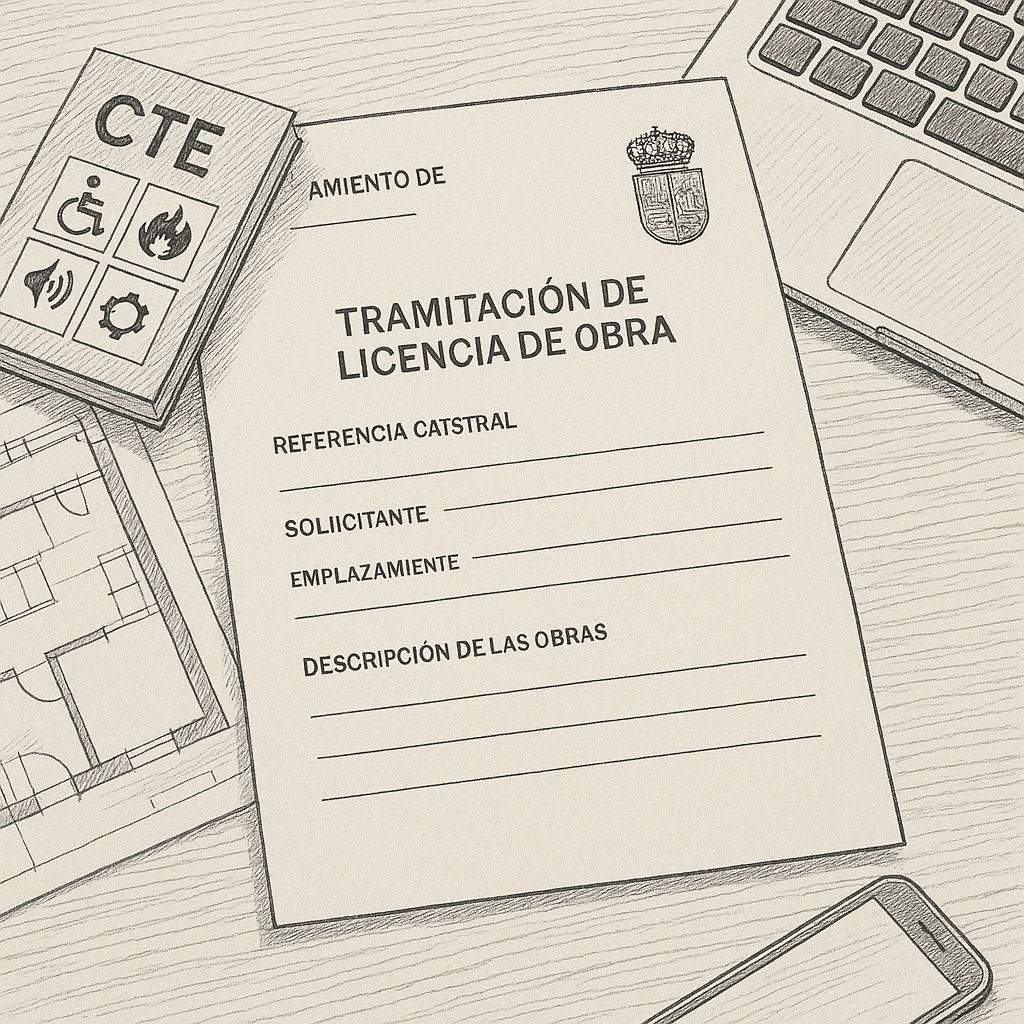 CTE
AMIENTO DE
TRAMITACIÓN DE
LICENCIA DE OBRA
REFERENCIA CATSTRAL
SOLIICITANTE
EMPLAZAMIENTE
DESCRIPCIÓN DE LAS OBRAS